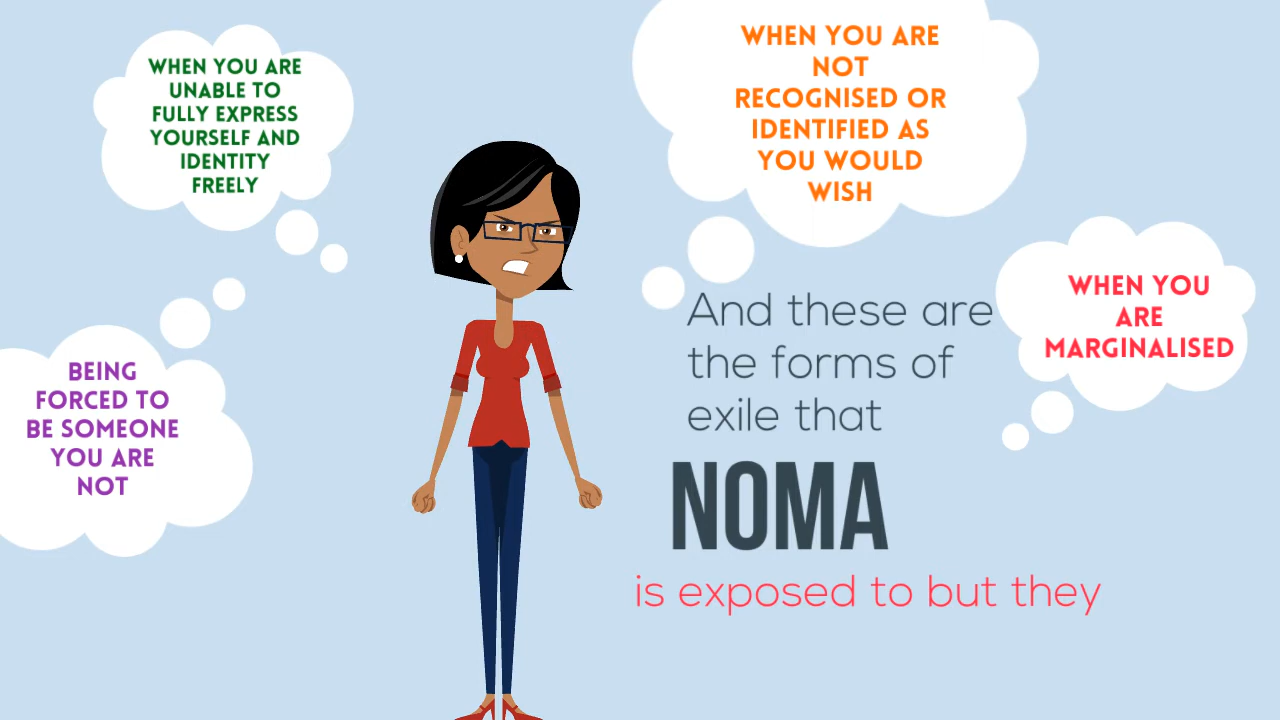 WHEN YOU ARE
UNABLE TO
FULLY EXPRESS
YOURSELF AND
IDENTITY
FREELY
WHEN YOU ARE
NOT
RECOGNISED OR
IDENTIFIED AS
YOU WOULD
WISH
BEING
FORCED TO
BE SOMEONE
YOU ARE
NOT
WHEN YOU
ARE
MARGINALISED
And these are
the forms of
exile that
NOMA
is exposed to but they